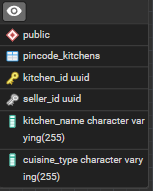 public
pincode_kitchens
kitchen_id uuid
seller_id uuid
kitchen_name character var
ying(255)
cuisine_type character vary
ing(255)